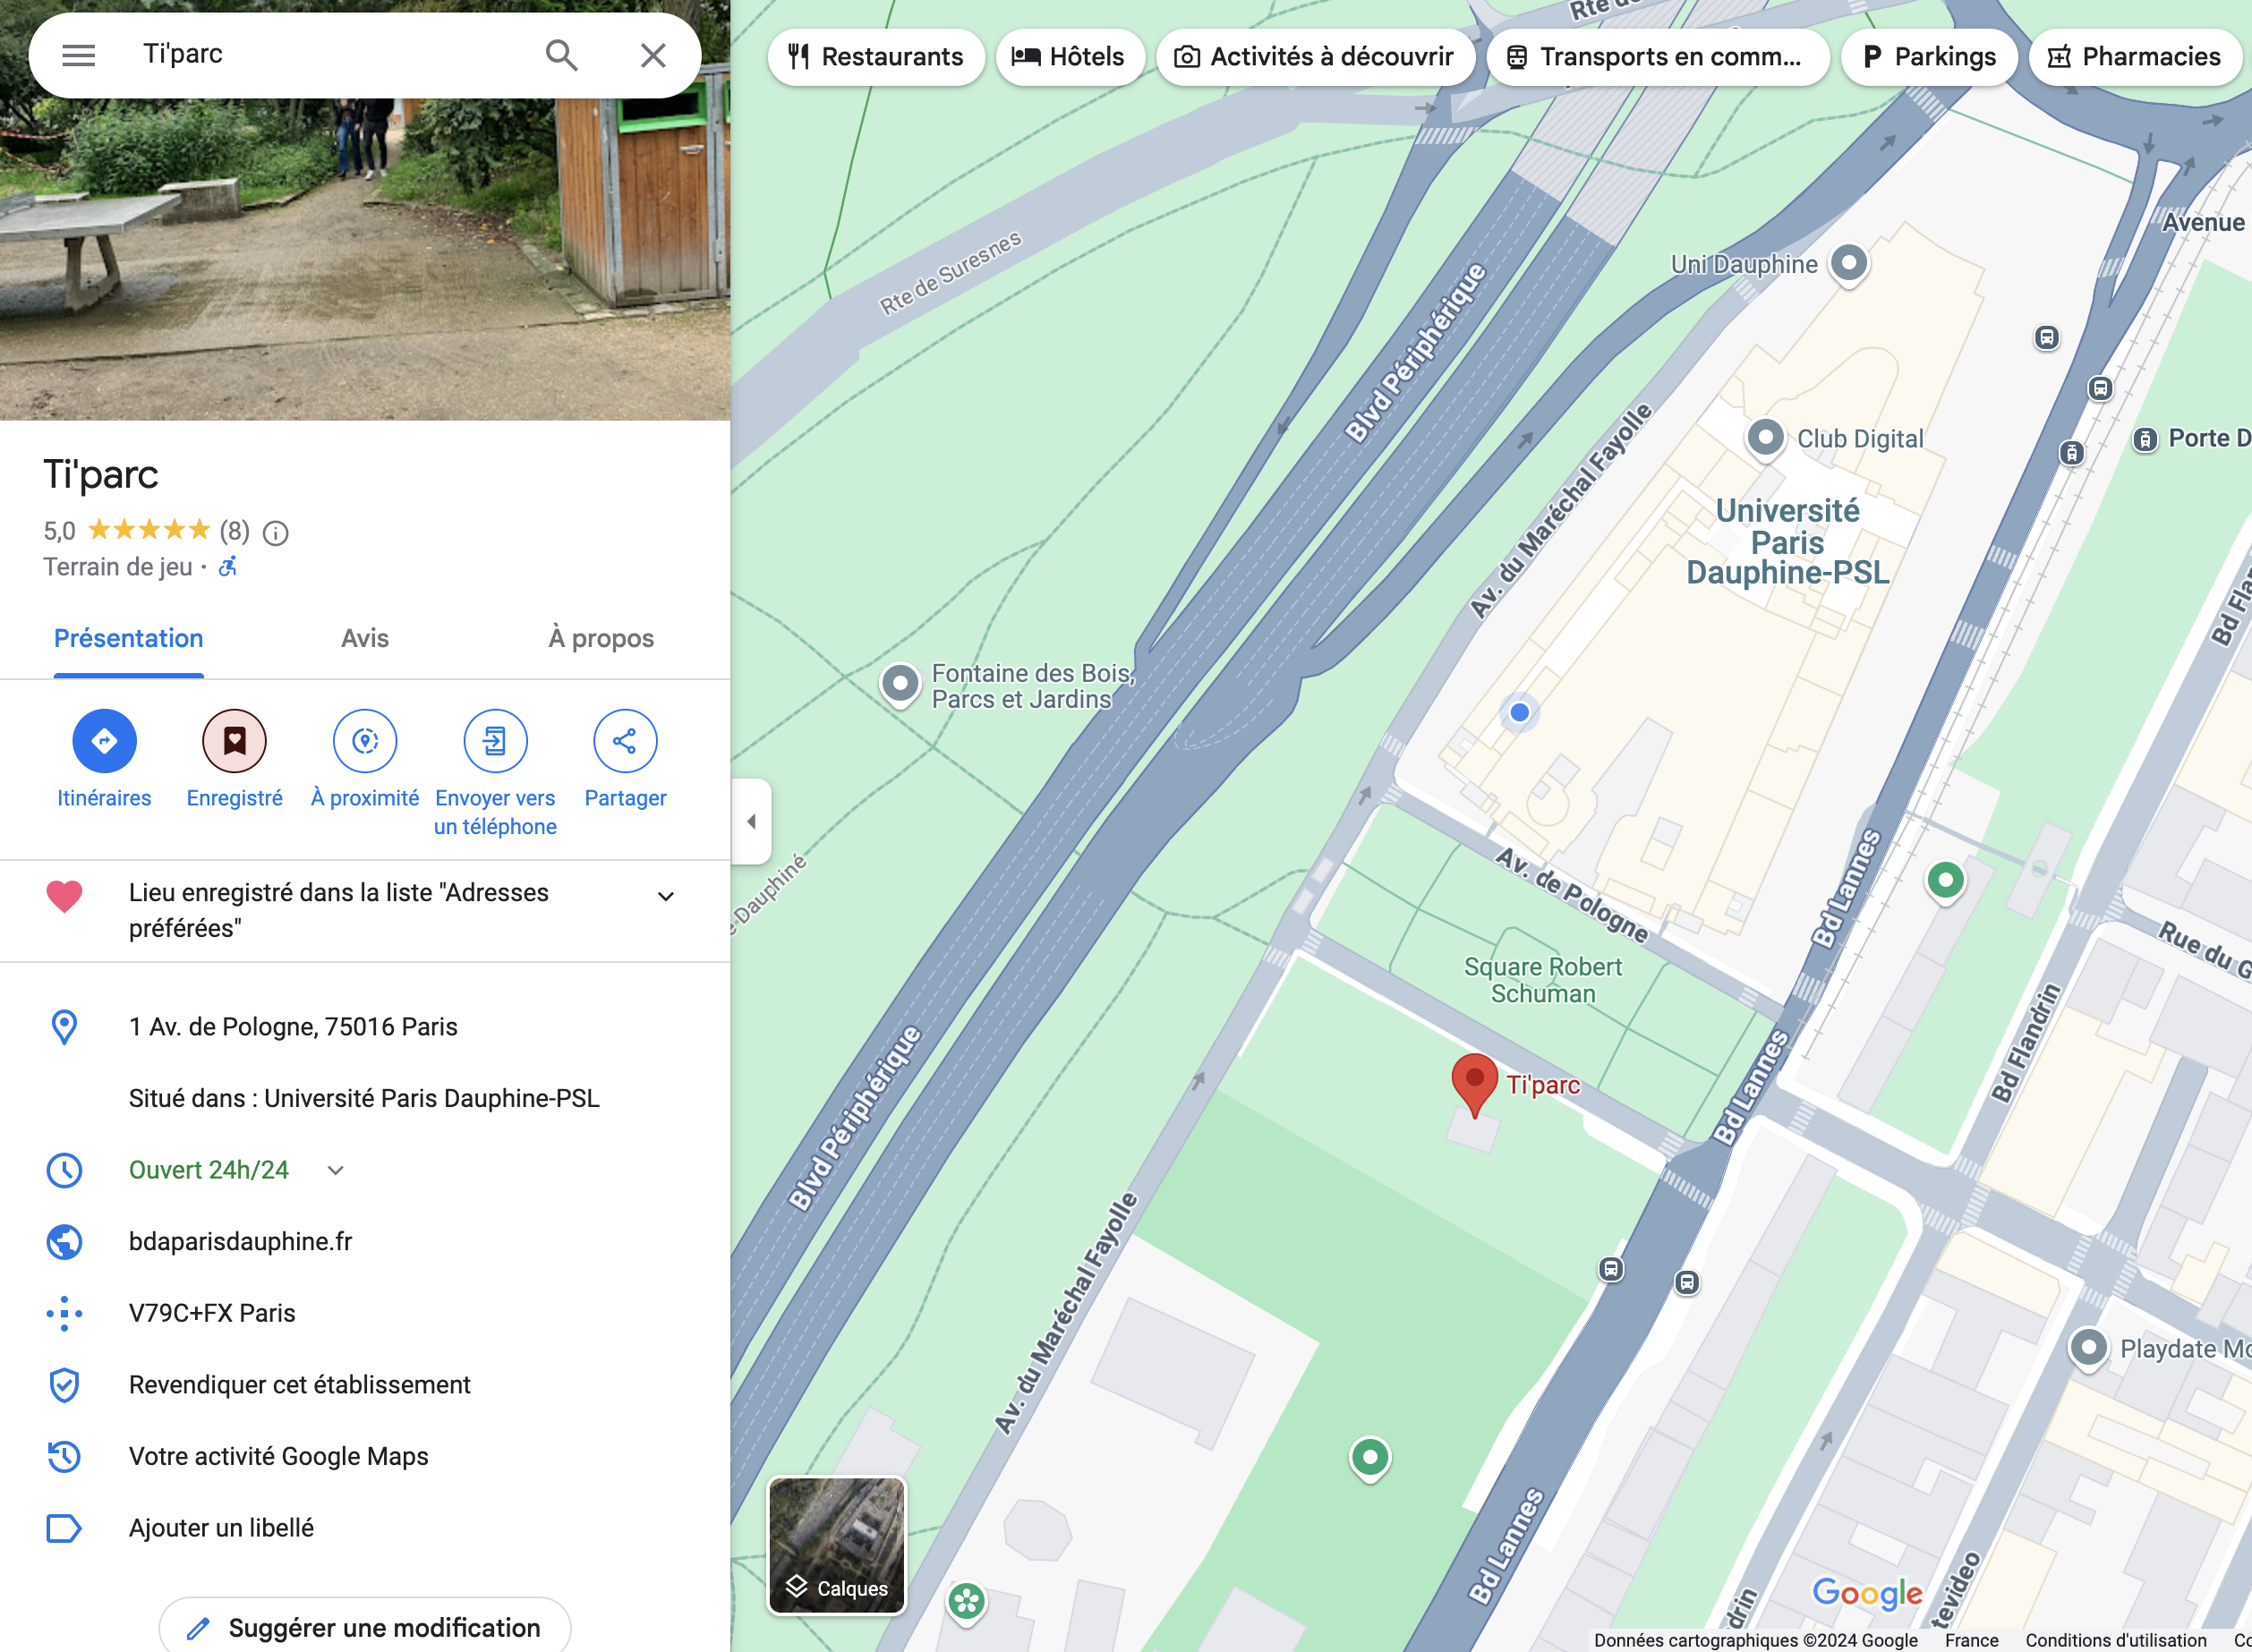 Ti'parc
Restaurants
Hôtels
Activités à découvrir
Transports en comm...
Parkings
Pharmacies
Ti'parc
5,0 (8)
Terrain de jeu ·
Présentation
Avis
À propos
Itinéraires
Enregistré
À proximité
Envoyer vers
un téléphone
Partager
Lieu enregistré dans la liste "Adresses
préférées"
1 Av. de Pologne, 75016 Paris
Situé dans : Université Paris Dauphine-PSL
Ouvert 24h/24
bdaparisdauphine.fr
V79C+FX Paris
Revendiquer cet établissement
Votre activité Google Maps
Ajouter un libellé
Suggérer une modification
Rte de Suresnes
Blvd Périphérique
Uni Dauphine
Avenue
Club Digital
Porte D
Université
Paris
Dauphine-PSL
Av. du Maréchal Fayolle
Bd Flan
Fontaine des Bois,
Parcs et Jardins
Av. de Pologne
Bd Lannes
Rue du G
Square Robert
Schuman
Bd Flandrin
Ti'parc
Bd Lannes
Blvd Périphérique
Av. du Maréchal Fayolle
Playdate Mo
Bd Lannes
Calques
Google
Données cartographiques ©2024 Google
France
Conditions d'utilisation